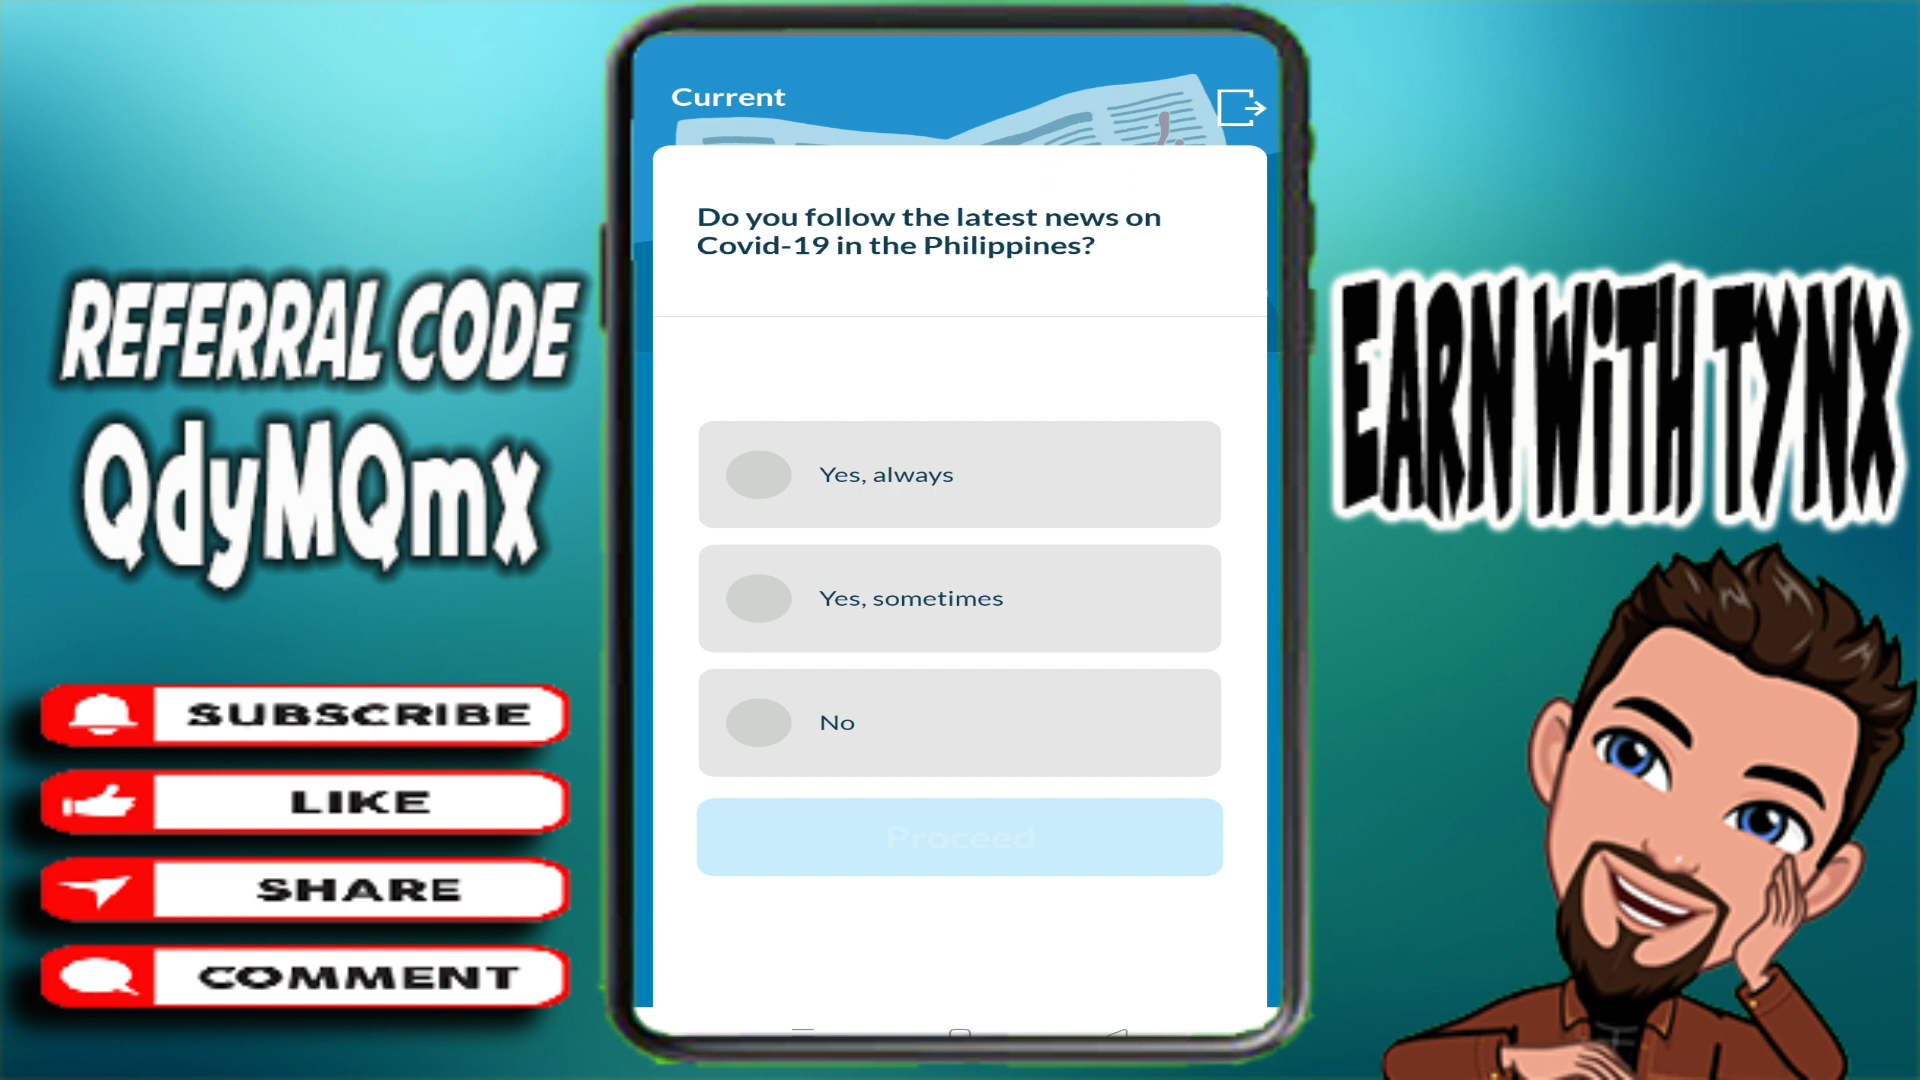 REFERRAL CODE
QdyMQmx
SUBSCRIBE
LIKE
SHARE
COMMENT
Current
Do you follow the latest news on
Covid-19 in the Philippines?
Yes, always
Yes, sometimes
No
Proceed
EARN WiTH TYNX